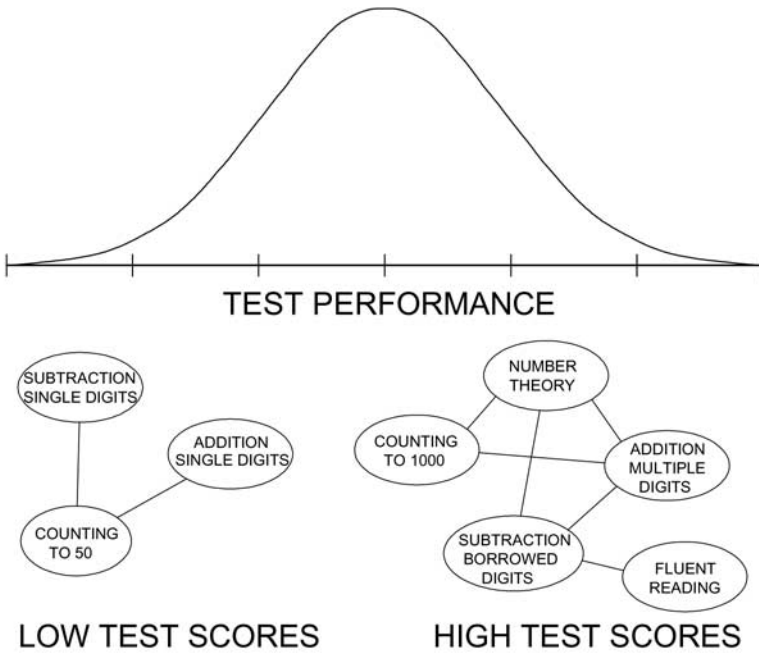 TEST PERFORMANCE
SUBTRACTION
SINGLE DIGITS
ADDITION
SINGLE DIGITS
COUNTING
TO 50
NUMBER
THEORY
COUNTING
TO 1000
ADDITION
MULTIPLE
DIGITS
SUBTRACTION
BORROWED
DIGITS
FLUENT
READING
LOW TEST SCORES
HIGH TEST SCORES